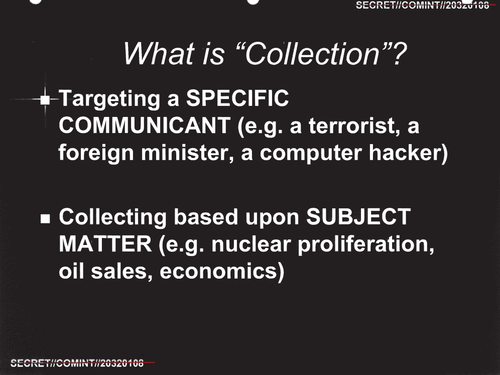 SECRET//COMINT//20320108
What is “Collection”?
Targeting a SPECIFIC
COMMUNICANT (e.g. a terrorist, a
foreign minister, a computer hacker)
Collecting based upon SUBJECT
MATTER (e.g. nuclear proliferation,
oil sales, economics)
SECRET//COMINT//20320108